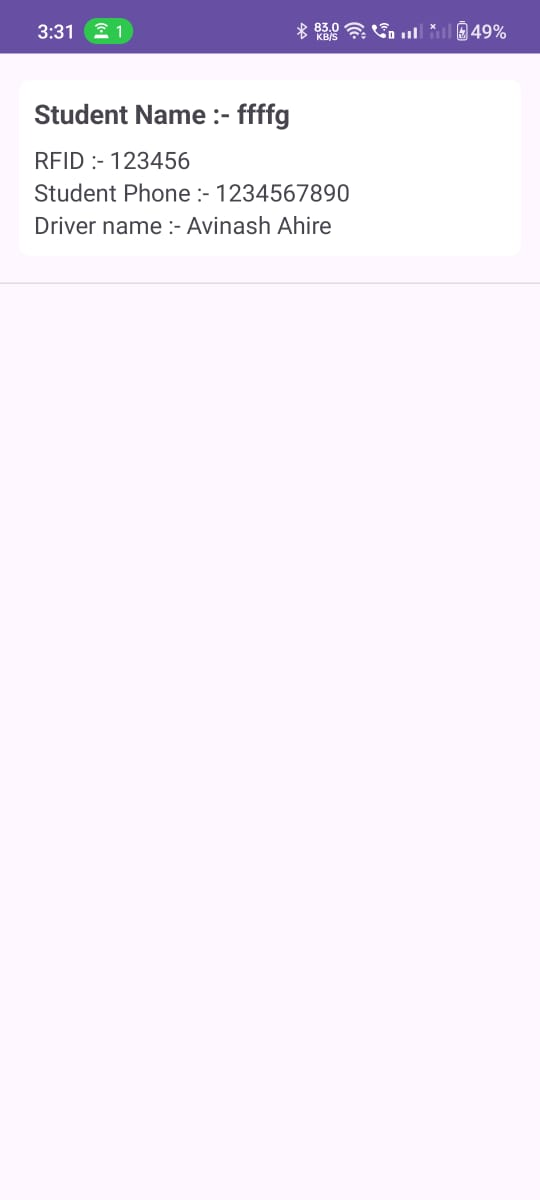 3:31 1 83.0 KB/S 49%
Student Name :- ffffg
RFID :- 123456
Student Phone :- 1234567890
Driver name :- Avinash Ahire